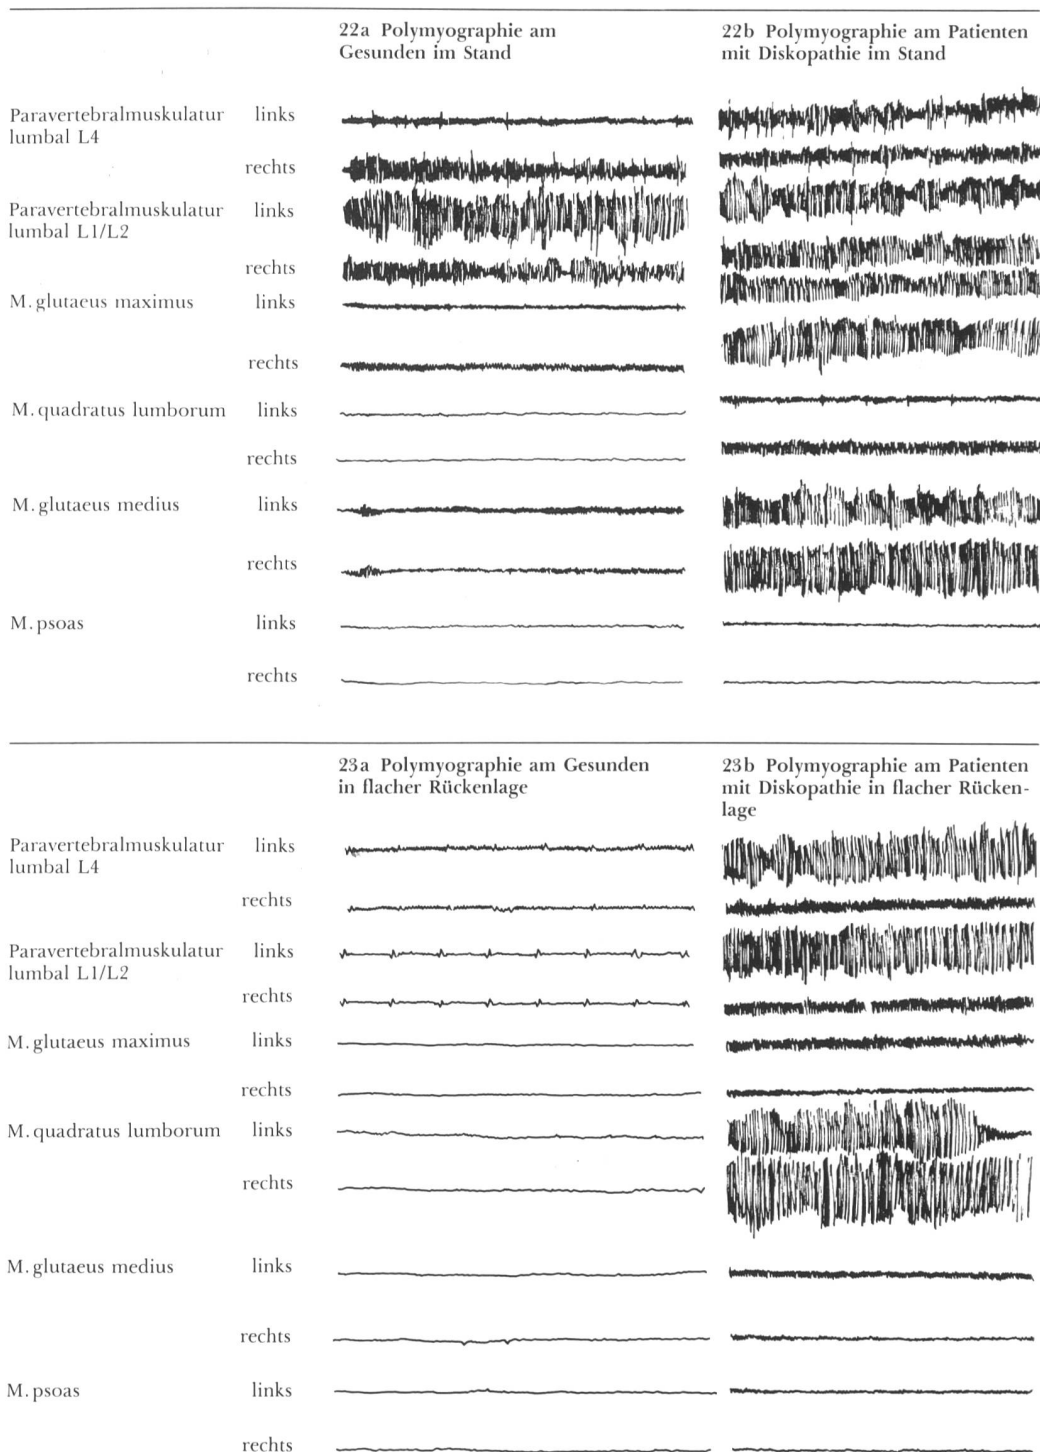 22a Polymyographie am
Gesunden im Stand
22b Polymyographie am Patienten
mit Diskopathie im Stand
Paravertebralmuskulatur links
lumbal L4
rechts
Paravertebralmuskulatur links
lumbal L1/L2
rechts
M. glutaeus maximus links
rechts
M. quadratus lumborum links
rechts
M. glutaeus medius links
rechts
M. psoas links
rechts
23a Polymyographie am Gesunden
in flacher Rückenlage
23b Polymyographie am Patienten
mit Diskopathie in flacher Rücken-
lage
Paravertebralmuskulatur links
lumbal L4
rechts
Paravertebralmuskulatur links
lumbal L1/L2
rechts
M. glutaeus maximus links
rechts
M. quadratus lumborum links
rechts
M. glutaeus medius links
rechts
M. psoas links
rechts